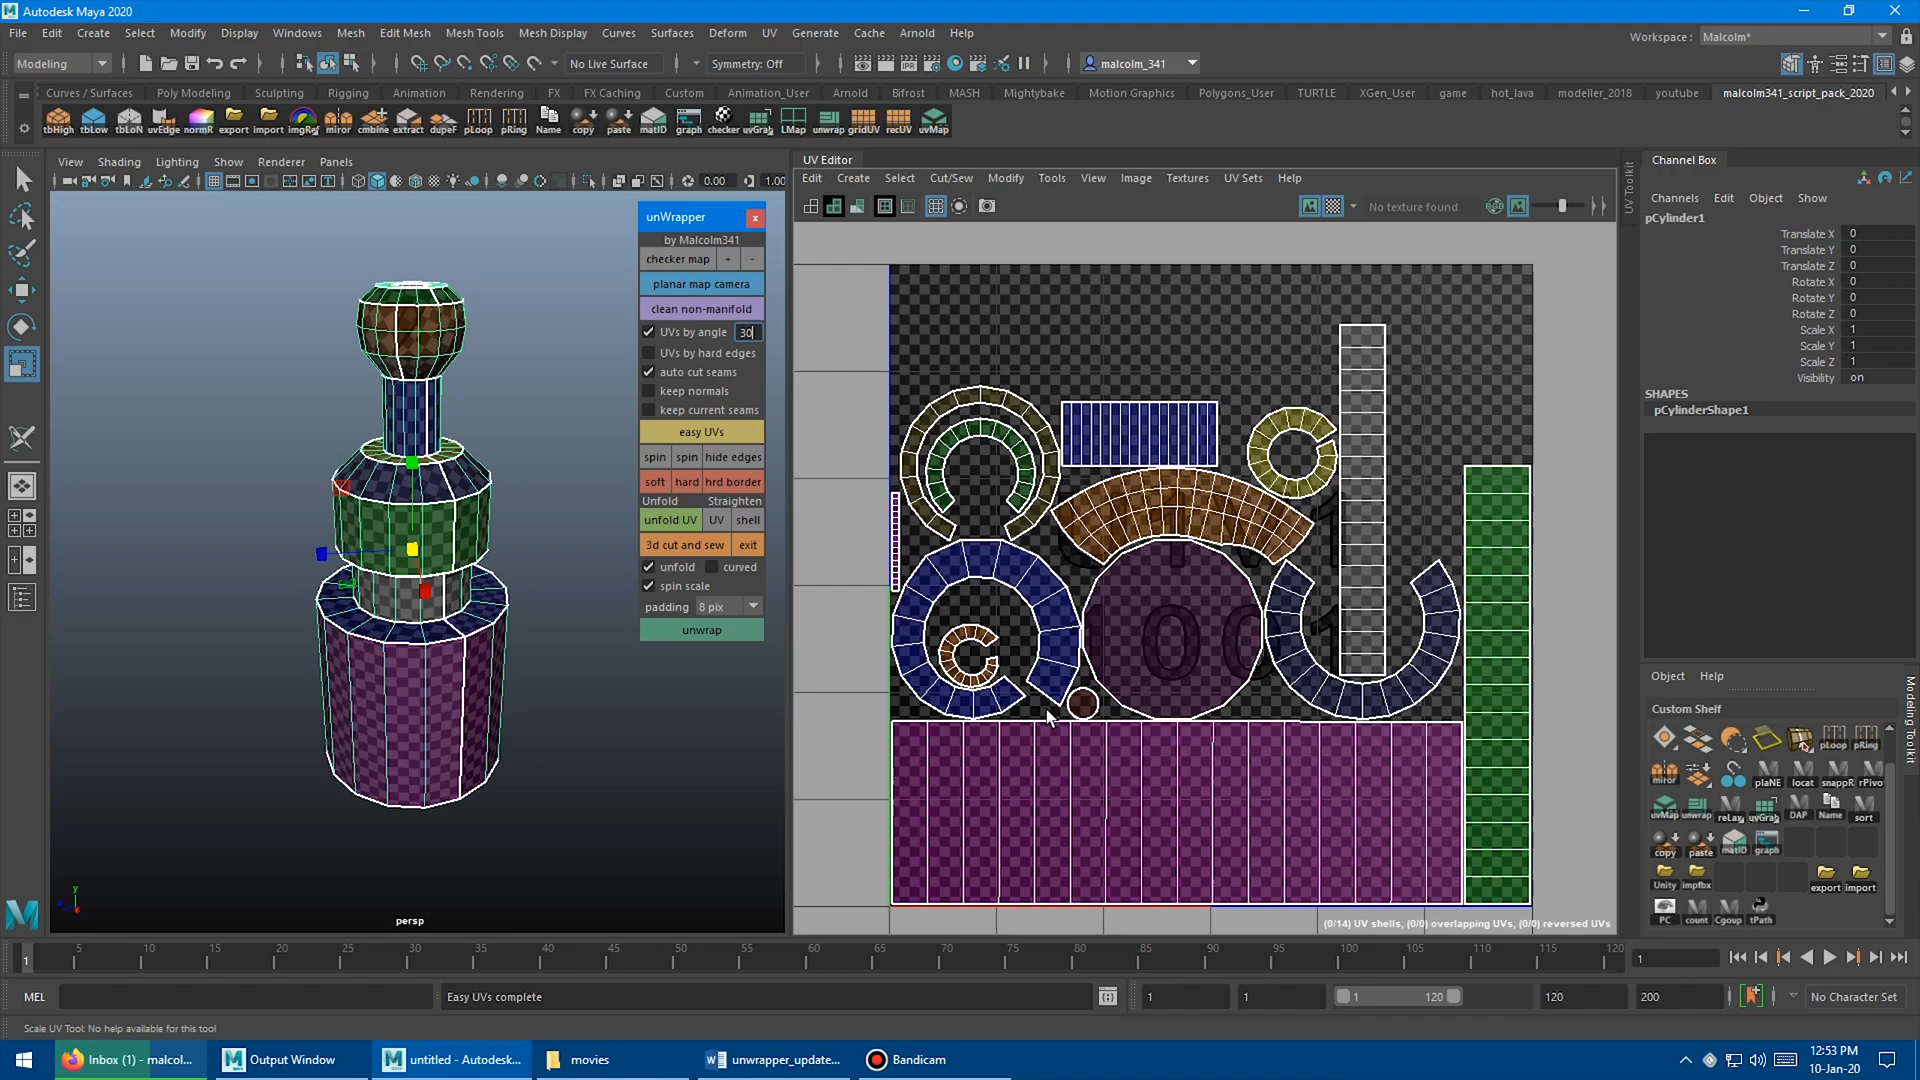 Autodesk Maya 2020
File Edit Create Select Modify Display Windows Mesh Edit Mesh Mesh Tools Mesh Display Curves Surfaces Deform UV Generate Cache Arnold Help
Workspace : Malcolm*
Modeling
No Live Surface
Symmetry: Off
malcolm_341
Curves / Surfaces Poly Modeling Sculpting Rigging Animation Rendering FX FX Caching Custom Animation_User Arnold Bifrost MASH Mightybake Motion Graphics Polygons_User TURTLE XGen_User game hot_lava modeller_2018 youtube malcolm341_script_pack_2020
tbHigh tbLow tbLoN uvEdge normR export import imgRef mirror cmbine extract dupeF pLoop pRing Name copy paste matID graph checker uvGraf LMap unwrap gridUV recUV uvMap
View Shading Lighting Show Renderer Panels
0.00 1.00
unWrapper x
by Malcolm341
checker map + -
planar map camera
clean non-manifold
UVs by angle 30
UVs by hard edges
auto cut seams
keep normals
keep current seams
easy UVs
spin spin hide edges
soft hard hrd border
Unfold Straighten
unfold UV UV shell
3d cut and sew exit
unfold curved
spin scale
padding 8 pix
unwrap
persp
UV Editor
Edit Create Select Cut/Sew Modify Tools View Image Textures UV Sets Help
No texture found
(0/14) UV shells, (0/0) overlapping UVs, (0/0) reversed UVs
UV Toolkit
Channel Box
Channels Edit Object Show
pCylinder1
Translate X 0
Translate Y 0
Translate Z 0
Rotate X 0
Rotate Y 0
Rotate Z 0
Scale X 1
Scale Y 1
Scale Z 1
Visibility on
SHAPES
pCylinderShape1
Object Help
Custom Shelf
pLoop pRing
miror plaNE locat snappR rPivo
uvMap unwrap reLax uvGraf DAP Name sort
copy paste matID graph
Unity impfbx export import
PC count Cgroup tPath
Modeling Toolkit
5 10 15 20 25 30 35 40 45 50 55 60 65 70 75 80 85 90 95 100 105 110 115 120
1
1
MEL
Easy UVs complete
1 1 1 120 120 200 No Character Set
Scale UV Tool: No help available for this tool
Inbox (1) - malcol...
Output Window
untitled - Autodesk...
movies
unwrapper_update...
Bandicam
12:53 PM
10-Jan-20